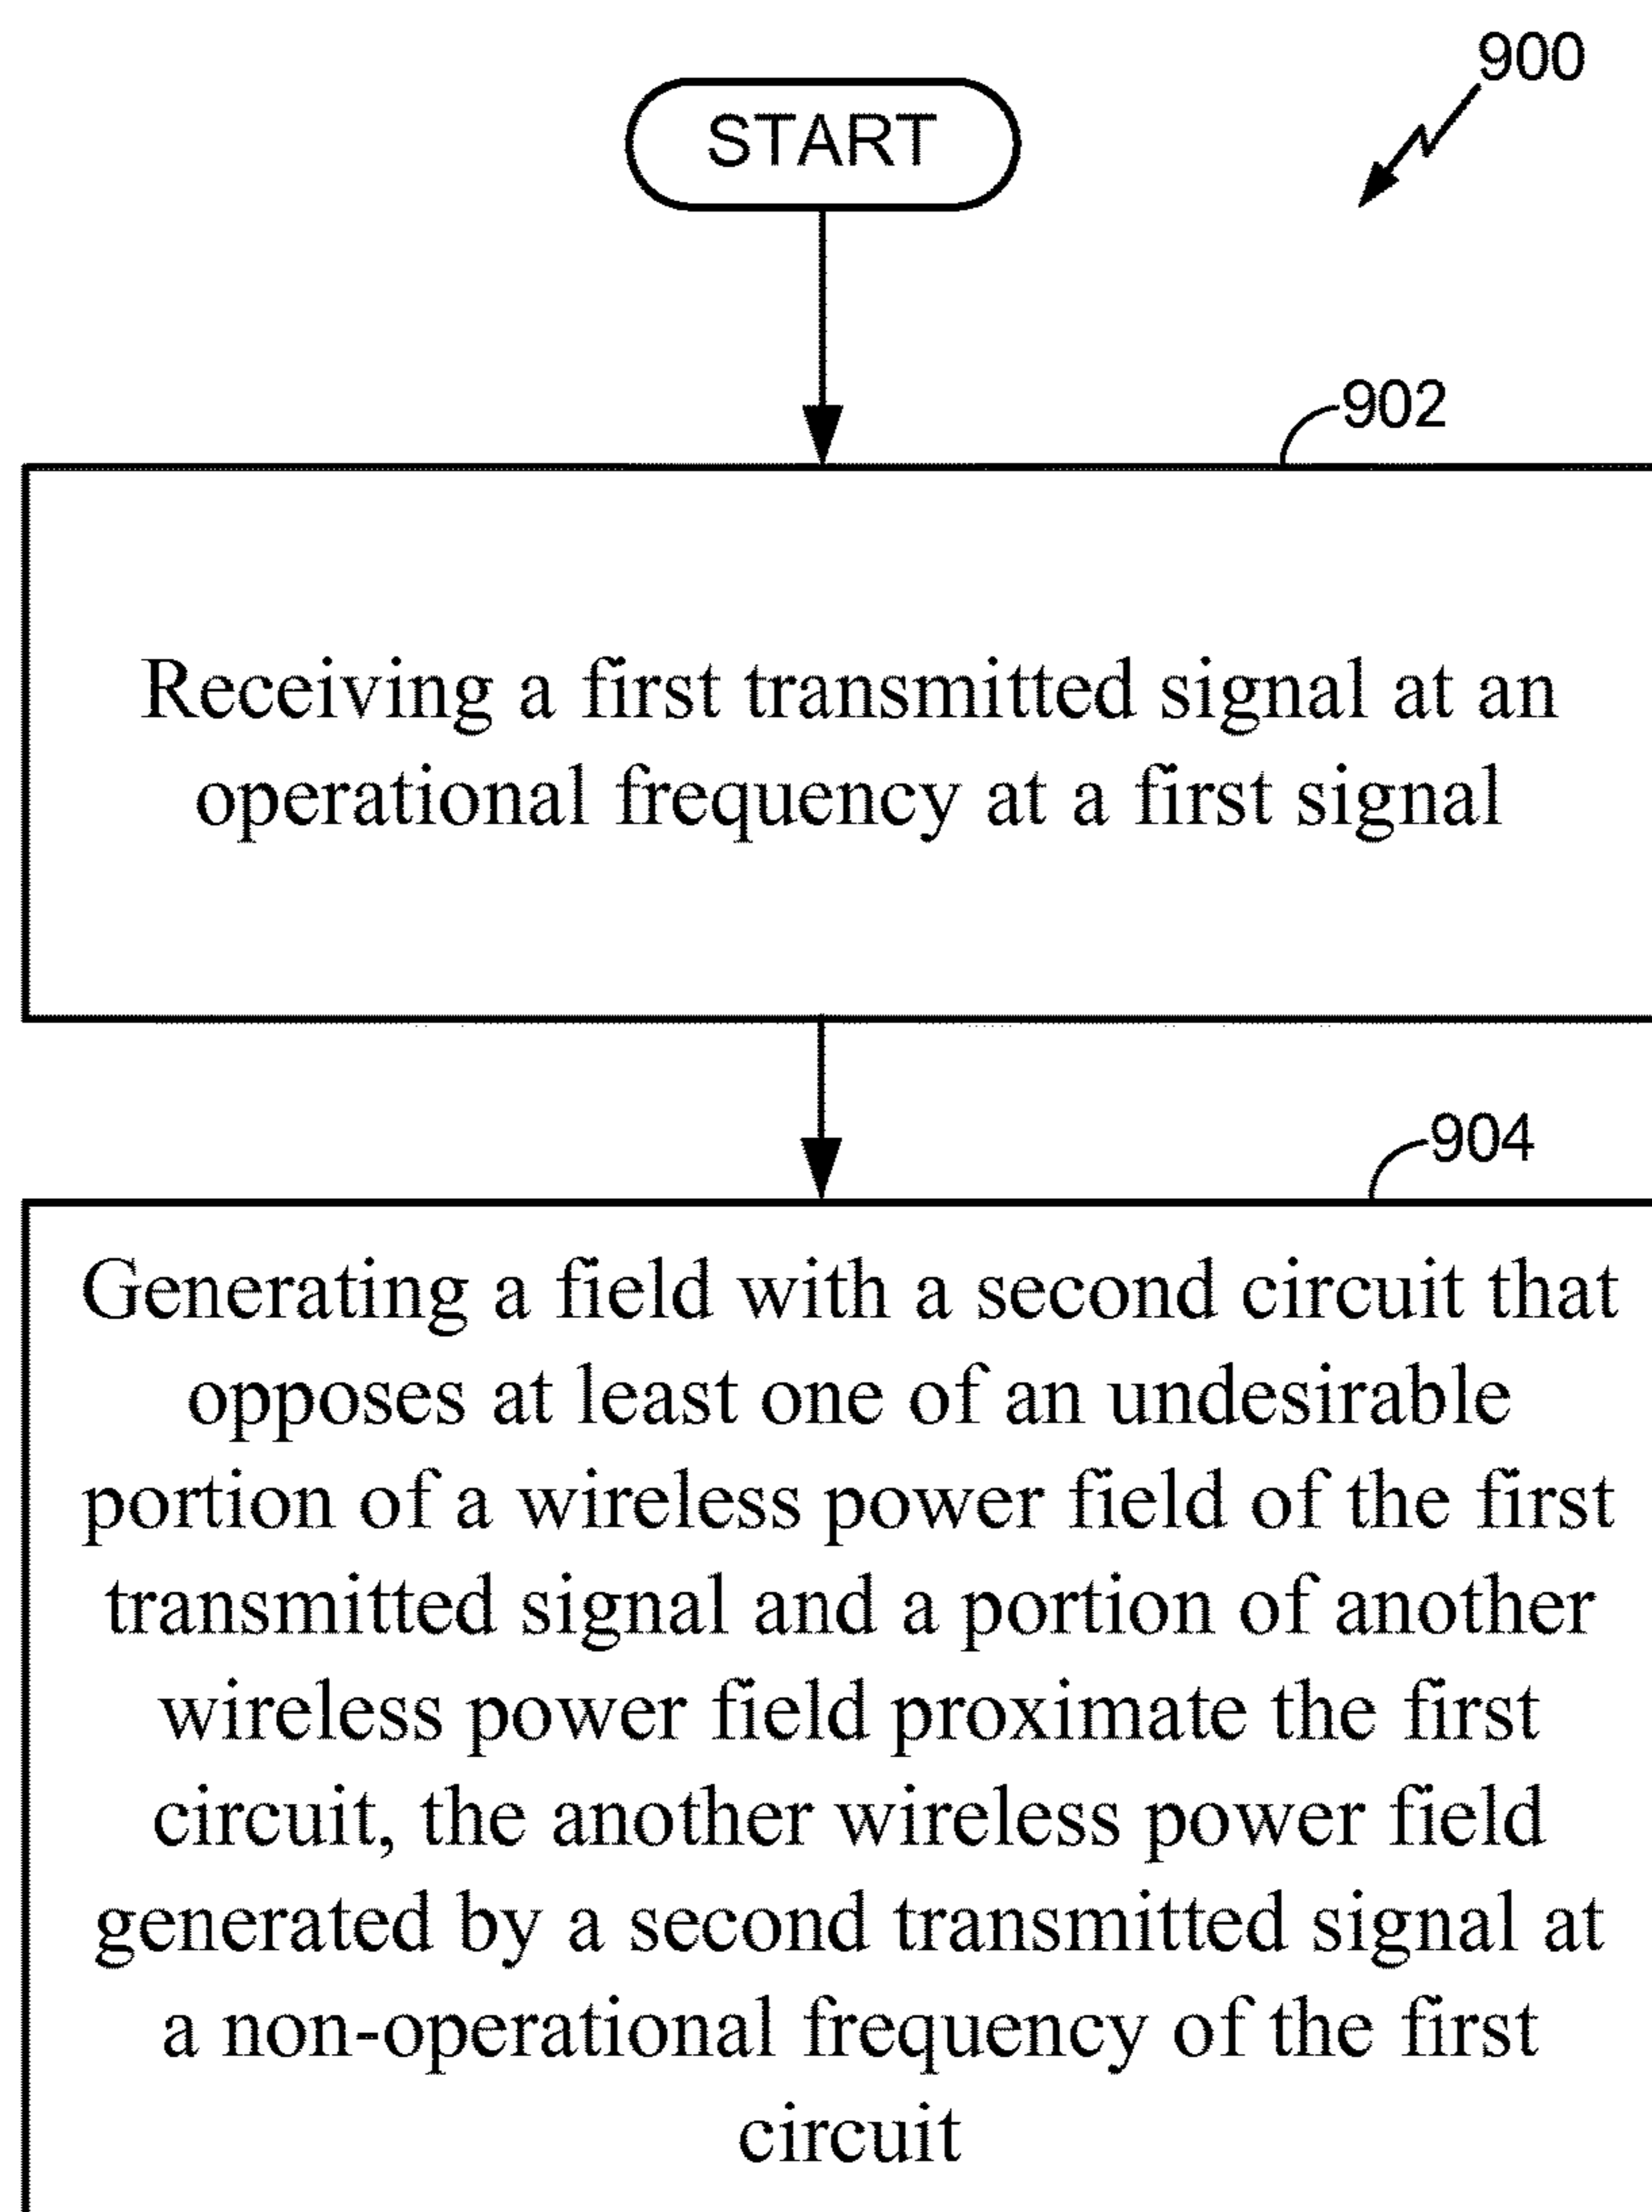 900
START
902
Receiving a first transmitted signal at an
operational frequency at a first signal
904
Generating a field with a second circuit that
opposes at least one of an undesirable
portion of a wireless power field of the first
transmitted signal and a portion of another
wireless power field proximate the first
circuit, the another wireless power field
generated by a second transmitted signal at
a non-operational frequency of the first
circuit